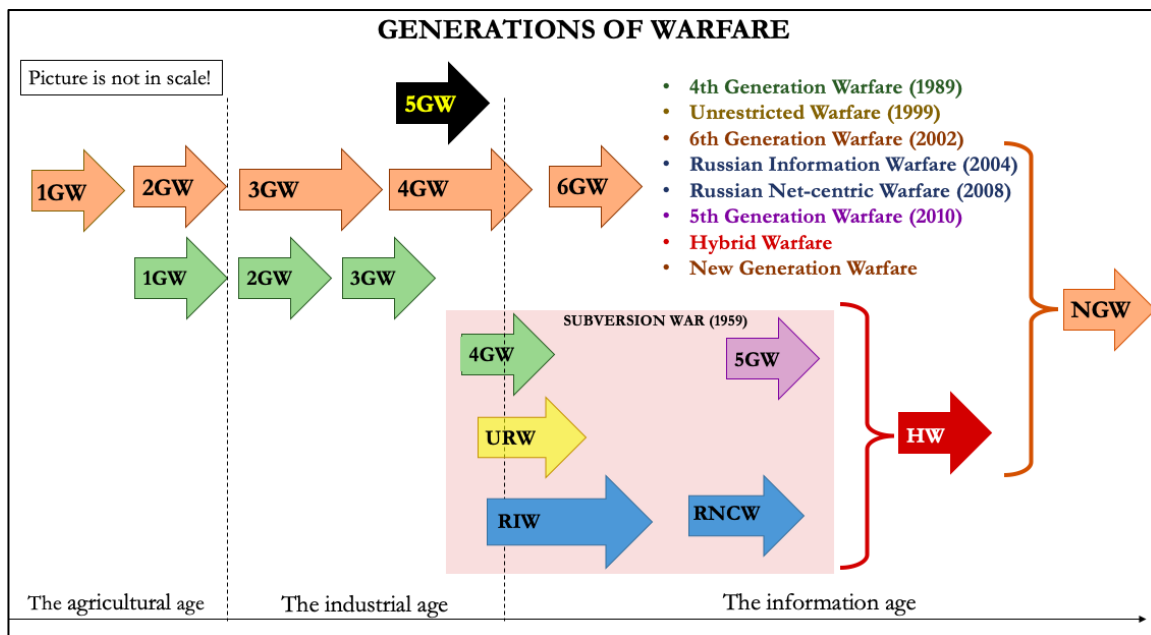 GENERATIONS OF WARFARE
Picture is not in scale!
5GW
1GW
2GW
3GW
4GW
6GW
• 4th Generation Warfare (1989)
• Unrestricted Warfare (1999)
• 6th Generation Warfare (2002)
• Russian Information Warfare (2004)
• Russian Net-centric Warfare (2008)
• 5th Generation Warfare (2010)
• Hybrid Warfare
• New Generation Warfare
1GW
2GW
3GW
NGW
SUBVERSION WAR (1959)
4GW
5GW
URW
HW
RIW
RNCW
The agricultural age
The industrial age
The information age